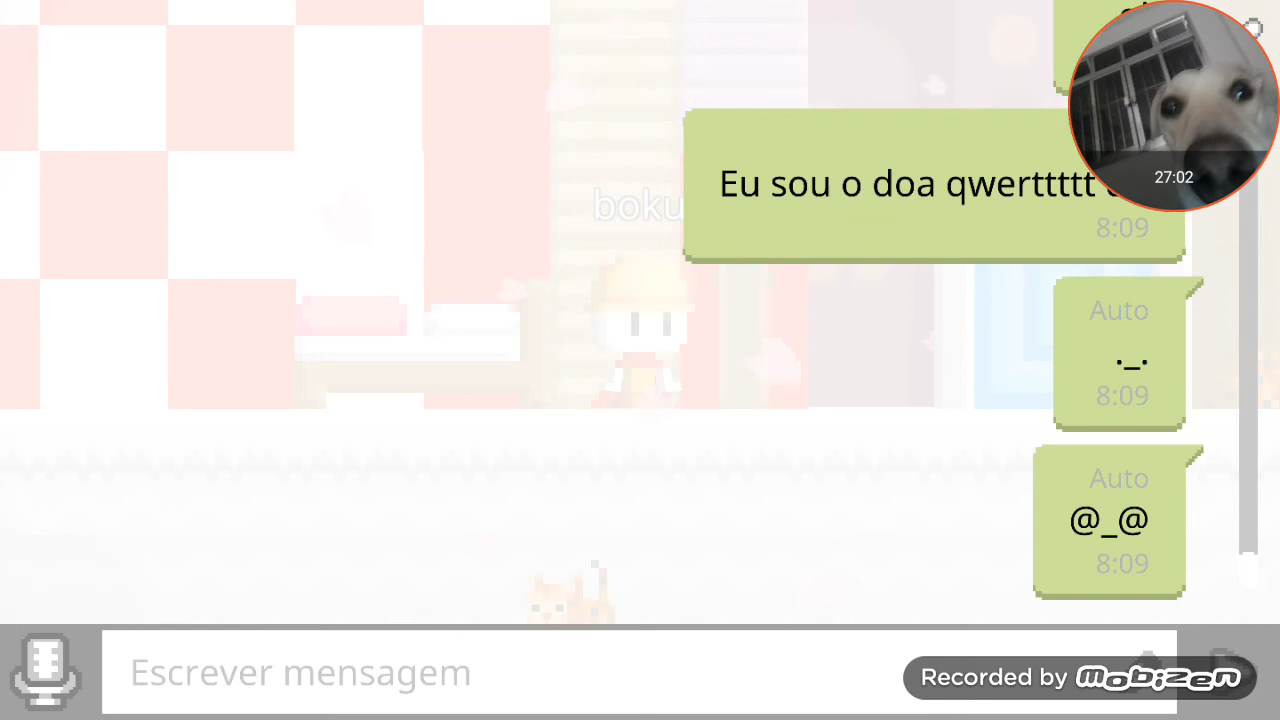 27:02
Eu sou o doa qwerttttt
8:09
boku
Auto
._.
8:09
Auto
@_@
8:09
Escrever mensagem
Recorded by mobizen